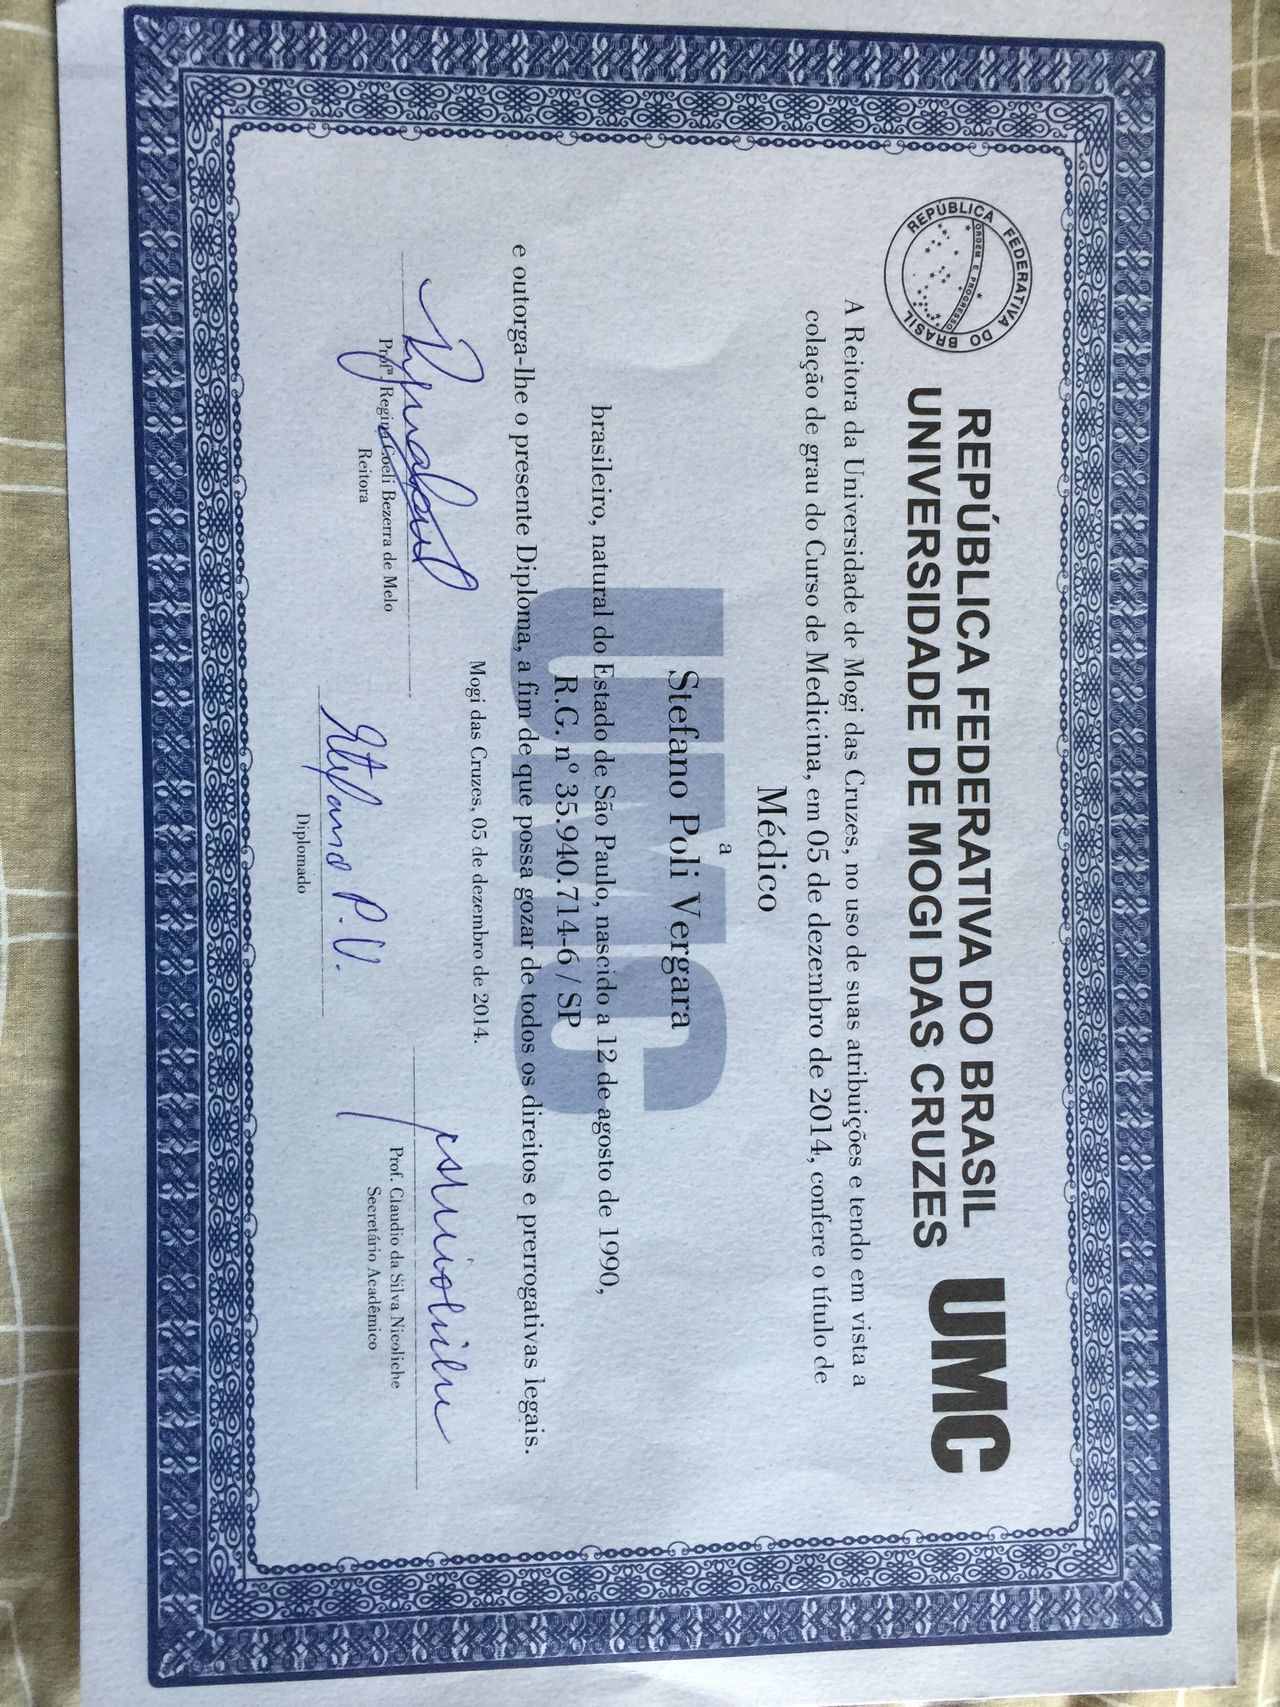 REPÚBLICA FEDERATIVA DO BRASIL
ORDEM E PROGRESSO
REPÚBLICA FEDERATIVA DO BRASIL
UNIVERSIDADE DE MOGI DAS CRUZES
UMC
A Reitora da Universidade de Mogi das Cruzes, no uso de suas atribuições e tendo em vista a
colação de grau do Curso de Medicina, em 05 de dezembro de 2014, confere o título de
Médico
a
Stefano Poli Vergara
UMC
brasileiro, natural do Estado de São Paulo, nascido a 12 de agosto de 1990,
R.G. nº 35.940.714-6 / SP
e outorga-lhe o presente Diploma, a fim de que possa gozar de todos os direitos e prerrogativas legais.
Mogi das Cruzes, 05 de dezembro de 2014.
Profª. Regina Coeli Bezerra de Melo
Reitora
Stefano P. V.
Diplomado
Prof. Claudio da Silva Nicoliche
Secretário Acadêmico